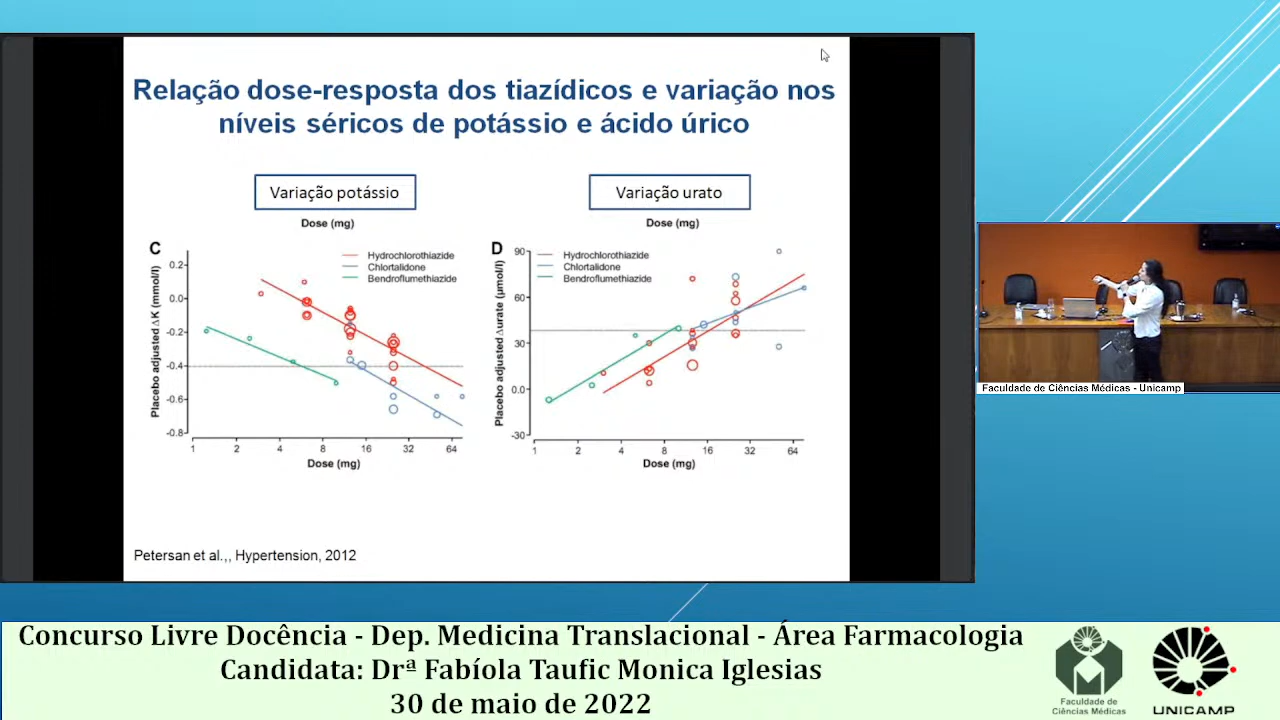 Relação dose-resposta dos tiazídicos e variação nos
níveis séricos de potássio e ácido úrico
Variação potássio
Dose (mg)
C
Placebo adjusted ΔK (mmol/l)
0.2
0.0
-0.2
-0.4
-0.6
-0.8
Hydrochlorothiazide
Chlortalidone
Bendroflumethiazide
1 2 4 8 16 32 64
Dose (mg)
Variação urato
Dose (mg)
D
Placebo adjusted Δurate (µmol/l)
90
60
30
0.0
-30
Hydrochlorothiazide
Chlortalidone
Bendroflumethiazide
1 2 4 8 16 32 64
Dose (mg)
Petersan et al.,, Hypertension, 2012
Faculdade de Ciências Médicas - Unicamp
Concurso Livre Docência - Dep. Medicina Translacional - Área Farmacologia
Candidata: Drª Fabíola Taufic Monica Iglesias
30 de maio de 2022
Faculdade de
Ciências Médicas
UNICAMP